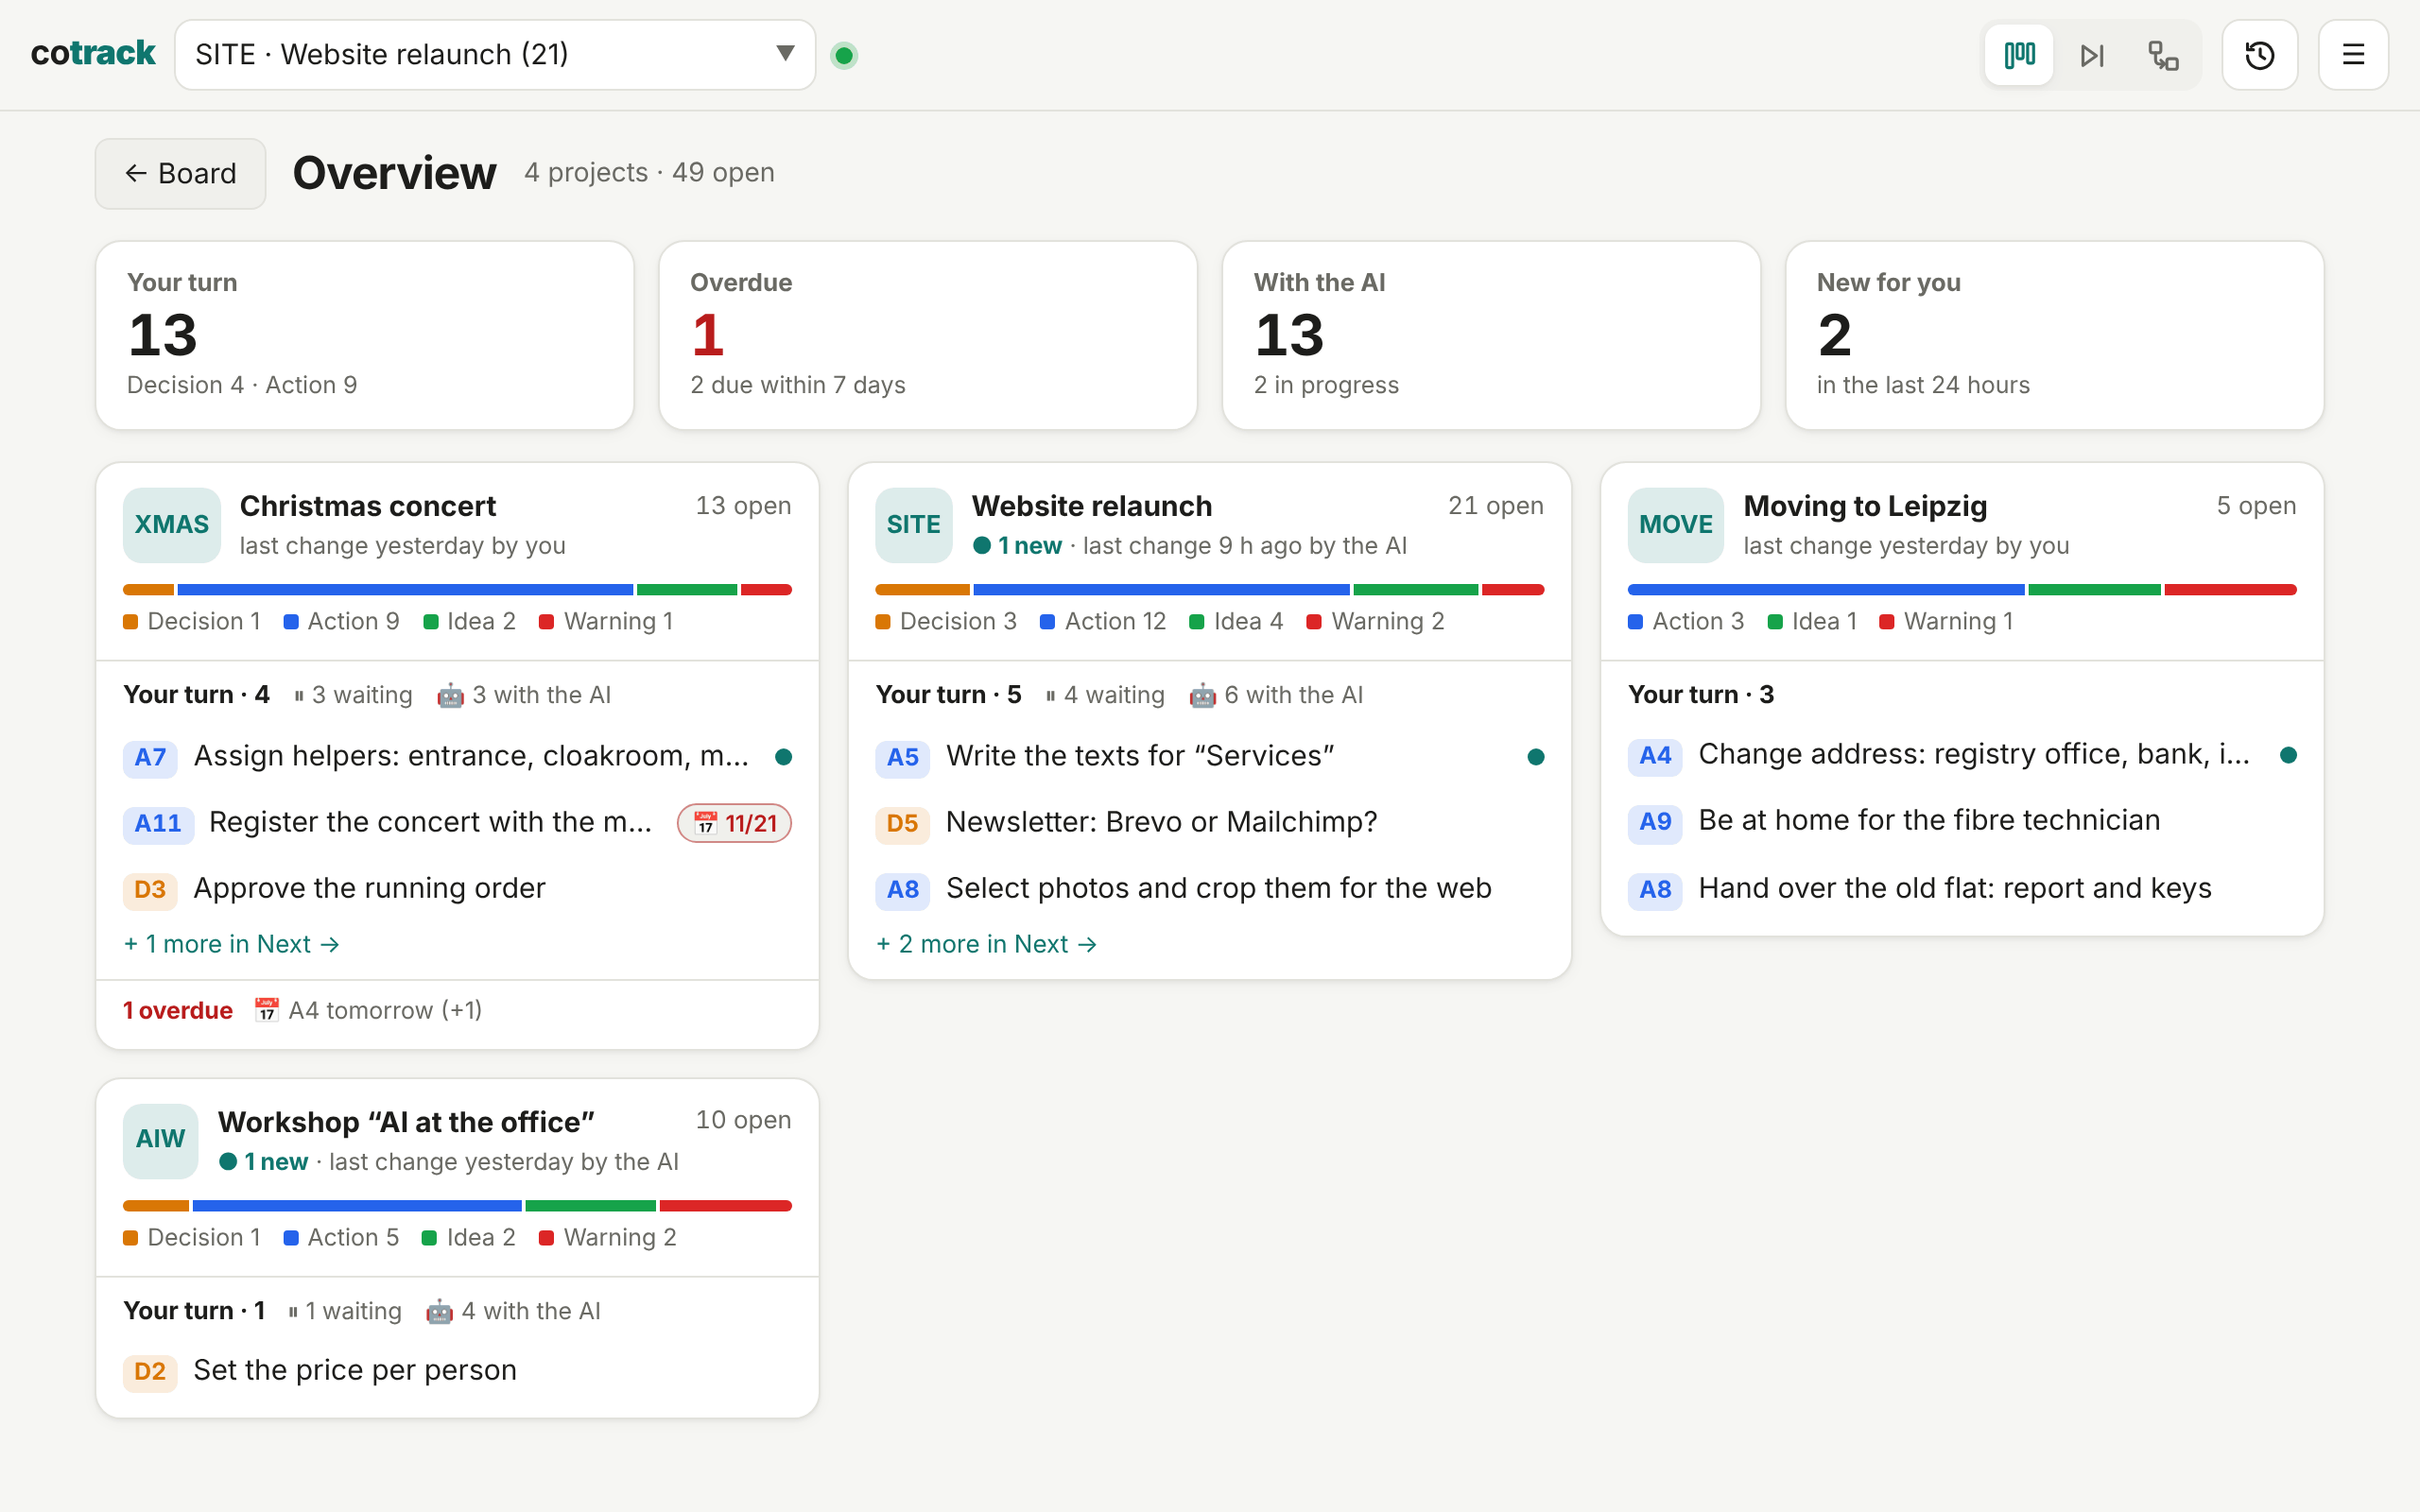 cotrack
SITE · Website relaunch (21)
← Board
Overview
4 projects · 49 open
Your turn
13
Decision 4 · Action 9
Overdue
1
2 due within 7 days
With the AI
13
2 in progress
New for you
2
in the last 24 hours
XMAS
Christmas concert
13 open
last change yesterday by you
Decision 1 Action 9 Idea 2 Warning 1
Your turn · 4 3 waiting 3 with the AI
A7 Assign helpers: entrance, cloakroom, m…
A11 Register the concert with the m… 11/21
D3 Approve the running order
+ 1 more in Next →
1 overdue A4 tomorrow (+1)
SITE
Website relaunch
21 open
1 new · last change 9 h ago by the AI
Decision 3 Action 12 Idea 4 Warning 2
Your turn · 5 4 waiting 6 with the AI
A5 Write the texts for “Services”
D5 Newsletter: Brevo or Mailchimp?
A8 Select photos and crop them for the web
+ 2 more in Next →
MOVE
Moving to Leipzig
5 open
last change yesterday by you
Action 3 Idea 1 Warning 1
Your turn · 3
A4 Change address: registry office, bank, i…
A9 Be at home for the fibre technician
A8 Hand over the old flat: report and keys
AIW
Workshop “AI at the office”
10 open
1 new · last change yesterday by the AI
Decision 1 Action 5 Idea 2 Warning 2
Your turn · 1 1 waiting 4 with the AI
D2 Set the price per person